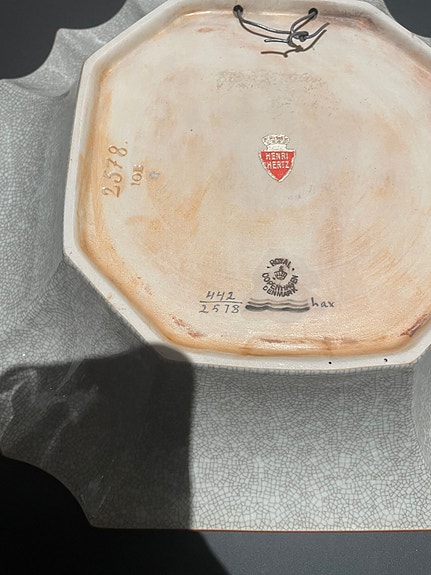 HENRI
HERTZ
2578.
10E
ROYAL
COPENHAGEN
DENMARK
442
2578
hax